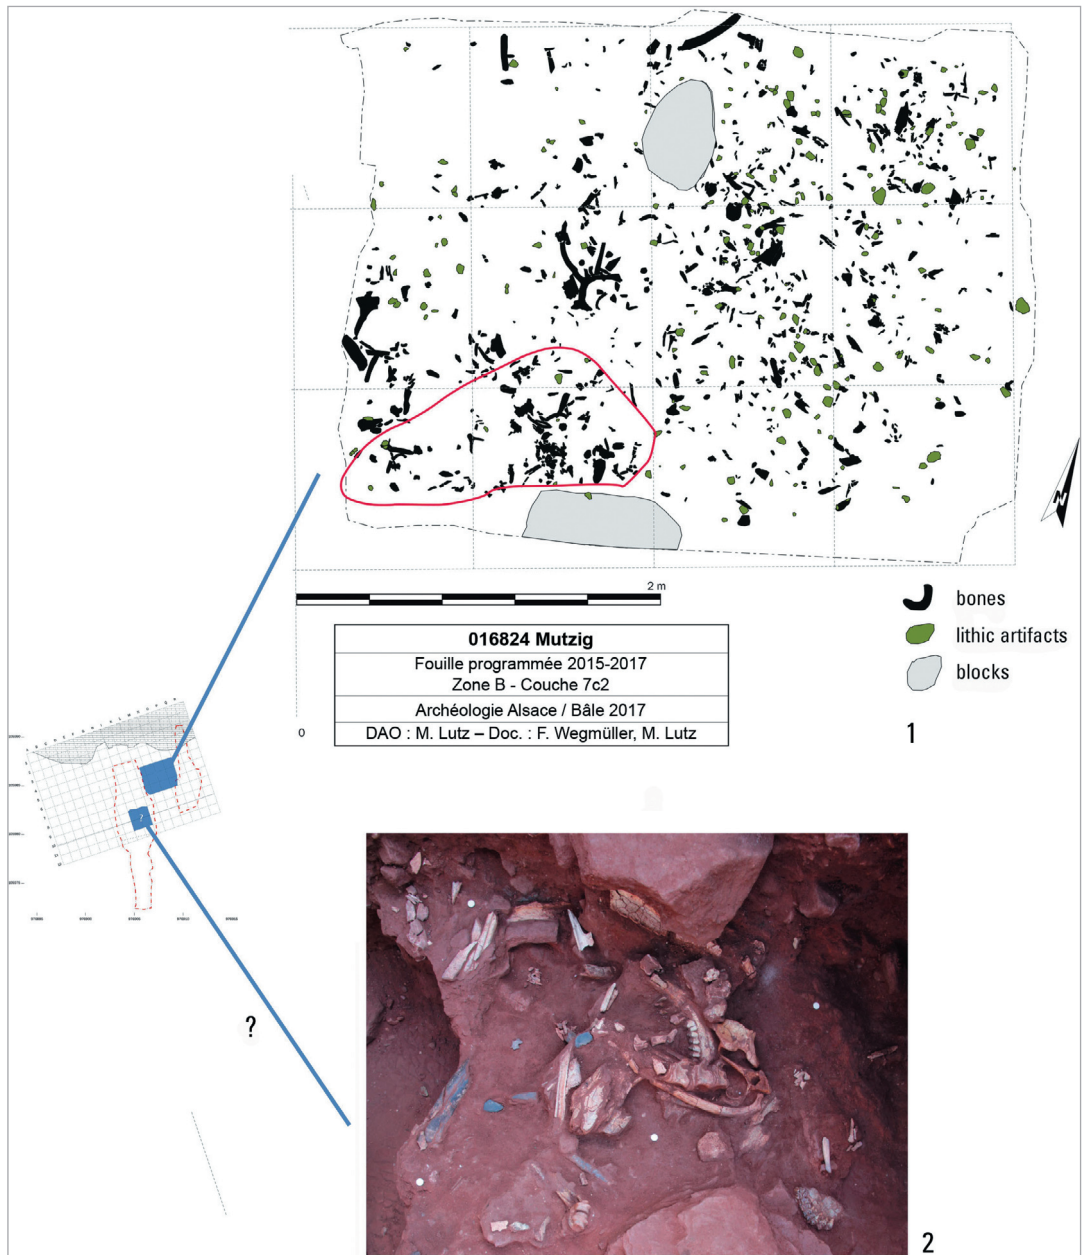 N
2 m
0
bones
lithic artifacts
blocks
016824 Mutzig
Fouille programmée 2015-2017
Zone B - Couche 7c2
Archéologie Alsace / Bâle 2017
DAO : M. Lutz – Doc. : F. Wegmüller, M. Lutz
1
?
?
2